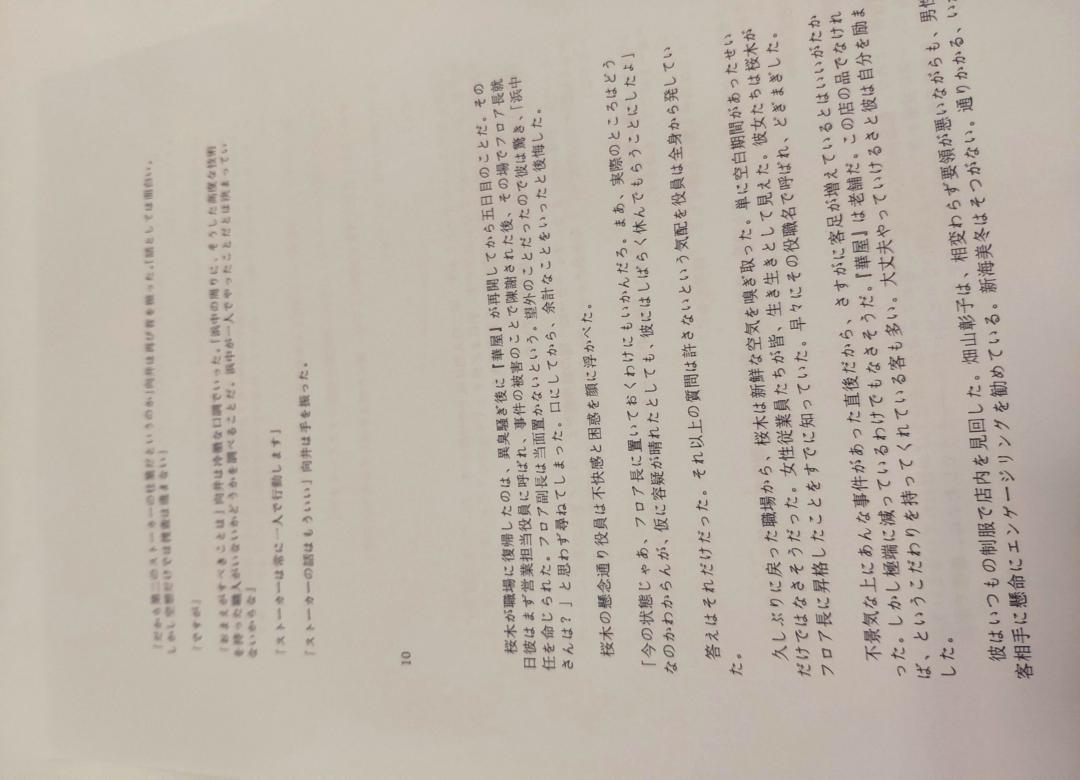 「だから第二のストーカーの仕業だというのか」向井は再び首を振った。「話としては面白い。
しかし空想だけでは捜査は進まない」
「ですが」
「おまえがすべきことは」向井は冷徹な口調でいった。「浜中の周りに、そうした高度な技術
を持った職人がいないかどうかを調べることだ。浜中が一人でやったことだとは決まってい
ないからな」
「ストーカーは常に一人で行動します」
「ストーカーの話はもういい」向井は手を振った。
10
桜木が職場に復帰したのは、異臭騒ぎ後に『華屋』が再開してから五日目のことだ。その
日彼はまず営業担当役員に呼ばれ、事件の被害のことで陳謝された後、その場でフロア長就
任を命じられた。フロア副長は当面置かないという。望外のことだったので彼は驚き、「浜中
さんは?」と思わず尋ねてしまった。口にしてから、余計なことをいったと後悔した。
桜木の懸念通り役員は不快感と困惑を顔に浮かべた。
「今の状態じゃあ、フロア長に置いておくわけにもいかんだろ。まあ、実際のところはどう
なのかわからんが、仮に容疑が晴れたとしても、彼にはしばらく休んでもらうことにしたよ」
答えはそれだけだった。それ以上の質問は許さないという気配を役員は全身から発してい
た。
久しぶりに戻った職場から、桜木は新鮮な空気を嗅ぎ取った。単に空白期間があったせい
だけではなさそうだった。女性従業員たちが皆、生き生きとして見えた。彼女たちは桜木が
フロア長に昇格したことをすでに知っていた。早々にその役職名で呼ばれ、どぎまぎした。
不景気な上にあんな事件があった直後だから、さすがに客足が増えているとはいいがたか
った。しかし極端に減っているわけでもなさそうだ。『華屋』は老舗だ。この店の品でなけれ
ば、というこだわりを持ってくれている客も多い。大丈夫やっていけるさと彼は自分を励ま
した。
彼はいつもの制服で店内を見回した。畑山彰子は、相変わらず要領が悪いながらも、男性
客相手に懸命にエンゲージリングを勧めている。新海美冬はそつがない。通りかかる、い